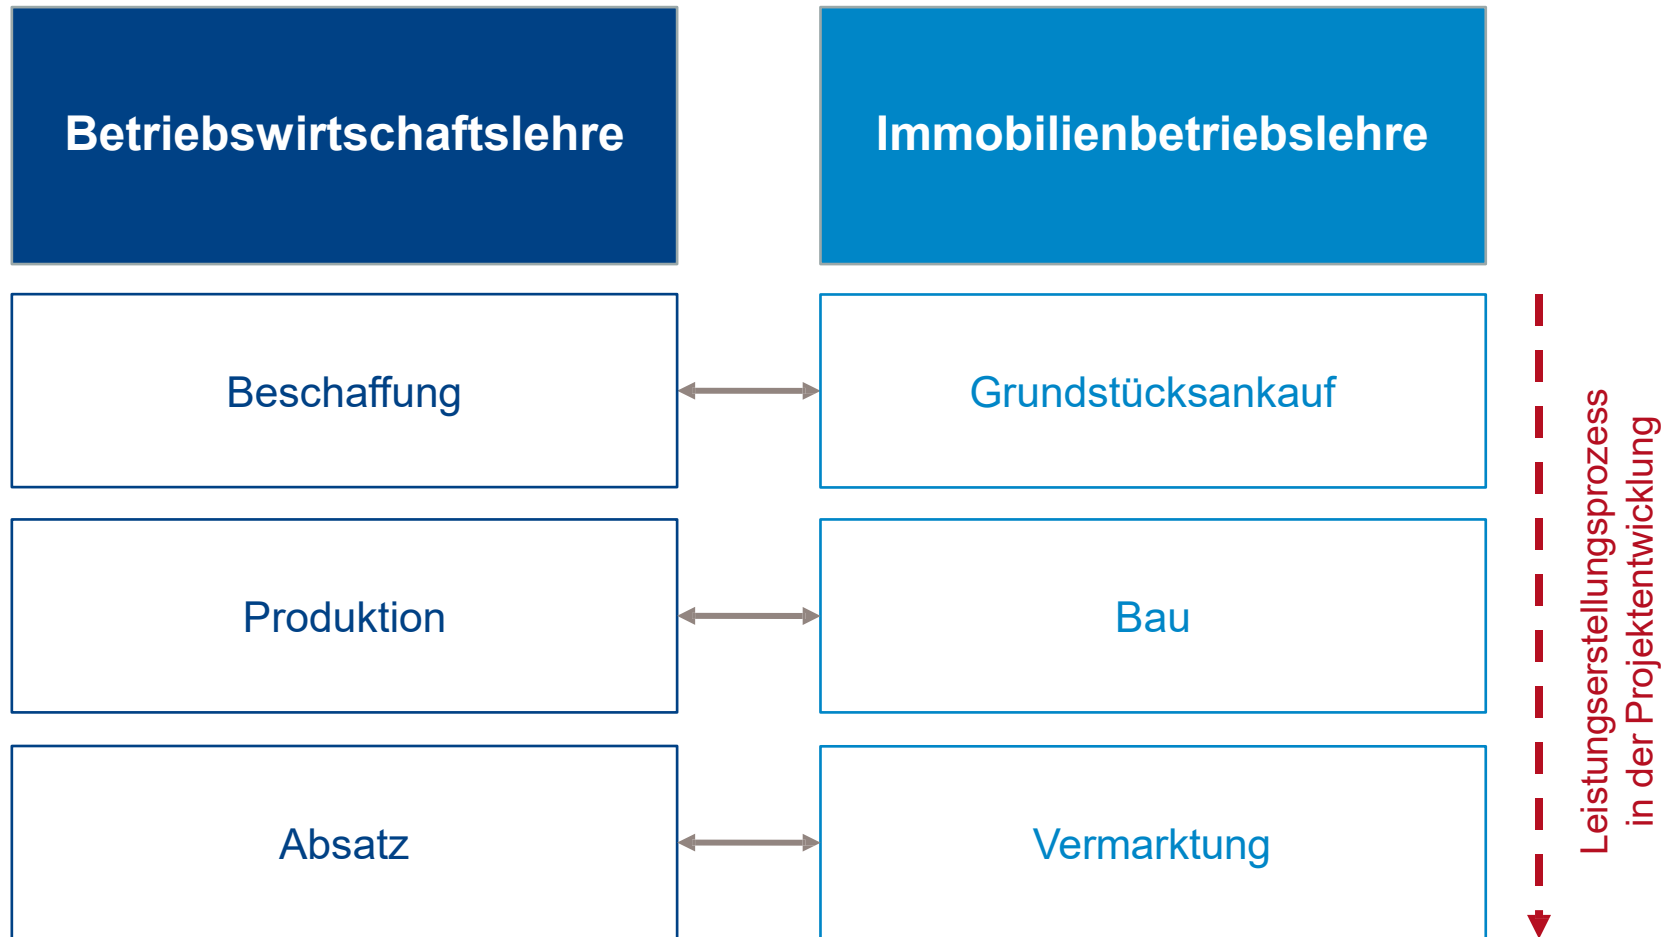 Betriebswirtschaftslehre
Immobilienbetriebslehre
Beschaffung
Grundstücksankauf
Produktion
Bau
Absatz
Vermarktung
Leistungserstellungsprozess
in der Projektentwicklung